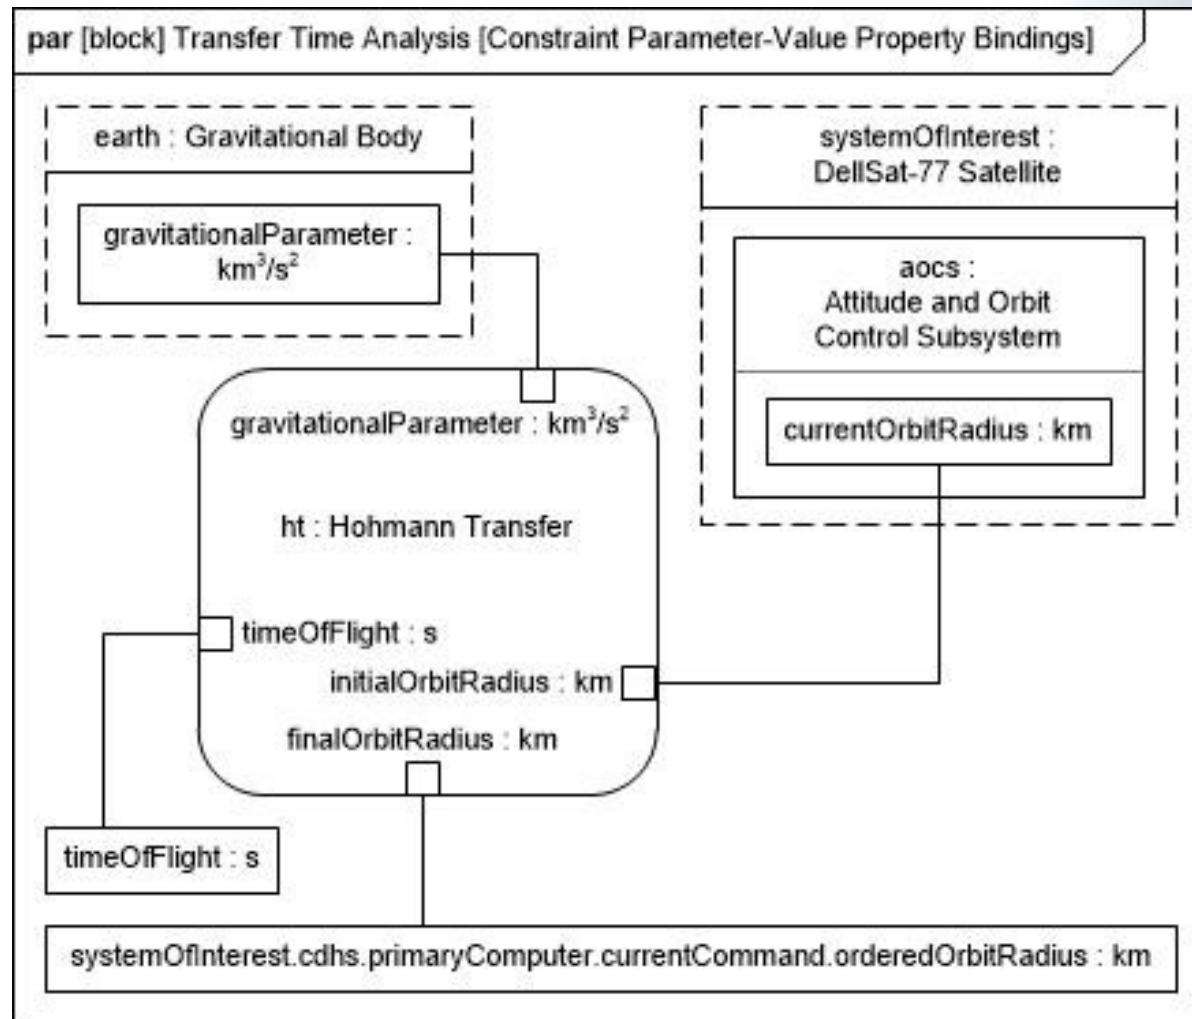 par [block] Transfer Time Analysis [Constraint Parameter-Value Property Bindings]
earth : Gravitational Body
gravitationalParameter :
km³/s²
systemOfInterest :
DellSat-77 Satellite
aocs :
Attitude and Orbit
Control Subsystem
currentOrbitRadius : km
gravitationalParameter : km³/s²
ht : Hohmann Transfer
timeOfFlight : s
initialOrbitRadius : km
finalOrbitRadius : km
timeOfFlight : s
systemOfInterest.cdhs.primaryComputer.currentCommand.orderedOrbitRadius : km